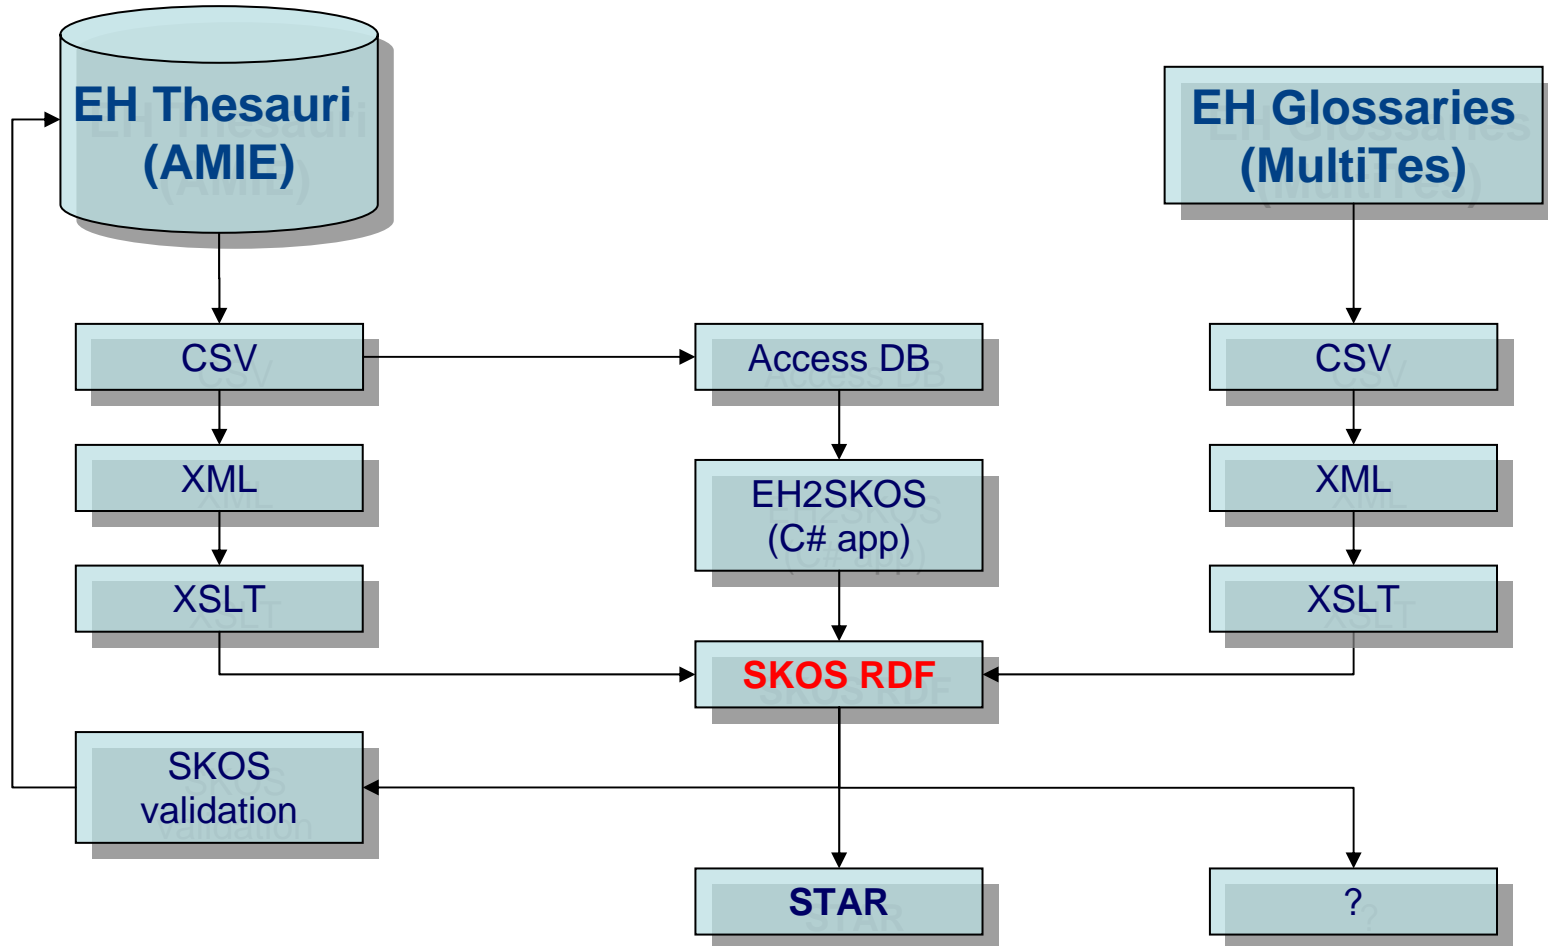 EH Thesauri
(AMIE)
EH Glossaries
(MultiTes)
CSV
Access DB
CSV
XML
EH2SKOS
(C# app)
XML
XSLT
XSLT
SKOS RDF
SKOS
validation
STAR
?